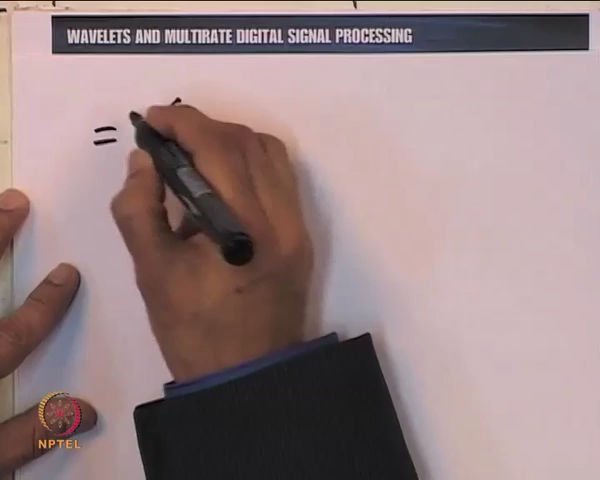 WAVELETS AND MULTIRATE DIGITAL SIGNAL PROCESSING
=
NPTEL